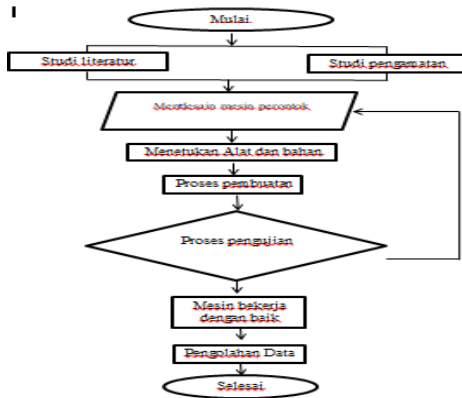 Mulai
Studi literatur
Studi pengamatan
Mentlesain mesin perontok
Menetukan Alat dan bahan
Proses pembuatan
Proses pengujian
Mesin bekerja
dengan baik
Pengolahan Data
Selesai